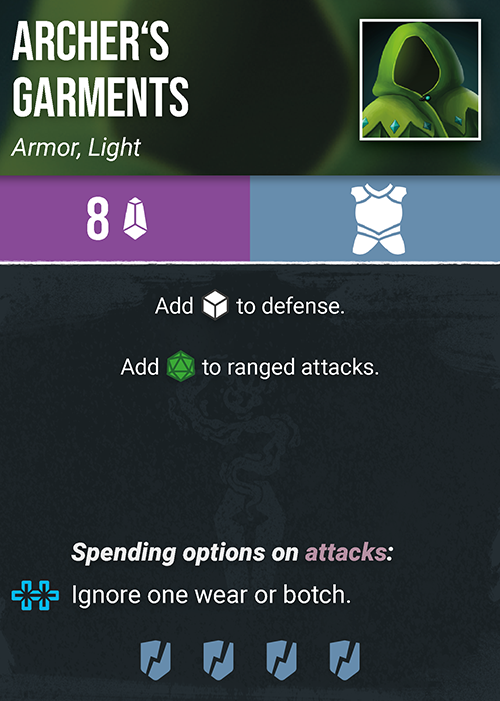 ARCHER‘S
GARMENTS
Armor, Light
8
Add to defense.
Add to ranged attacks.
Spending options on attacks:
Ignore one wear or botch.